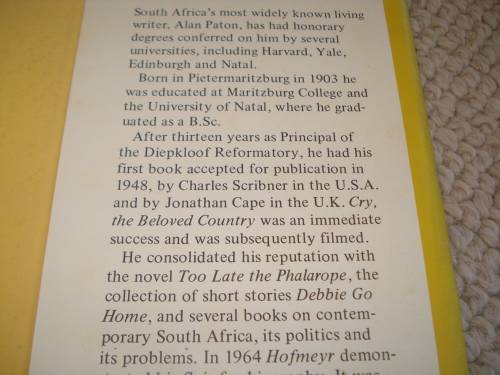 South Africa's most widely known living
writer, Alan Paton, has had honorary
degrees conferred on him by several
universities, including Harvard, Yale,
Edinburgh and Natal.
Born in Pietermaritzburg in 1903 he
was educated at Maritzburg College and
the University of Natal, where he grad-
uated as a B.Sc.
After thirteen years as Principal of
the Diepkloof Reformatory, he had his
first book accepted for publication in
1948, by Charles Scribner in the U.S.A.
and by Jonathan Cape in the U.K. Cry,
the Beloved Country was an immediate
success and was subsequently filmed.
He consolidated his reputation with
the novel Too Late the Phalarope, the
collection of short stories Debbie Go
Home, and several books on contem-
porary South Africa, its politics and
its problems. In 1964 Hofmeyr demon-